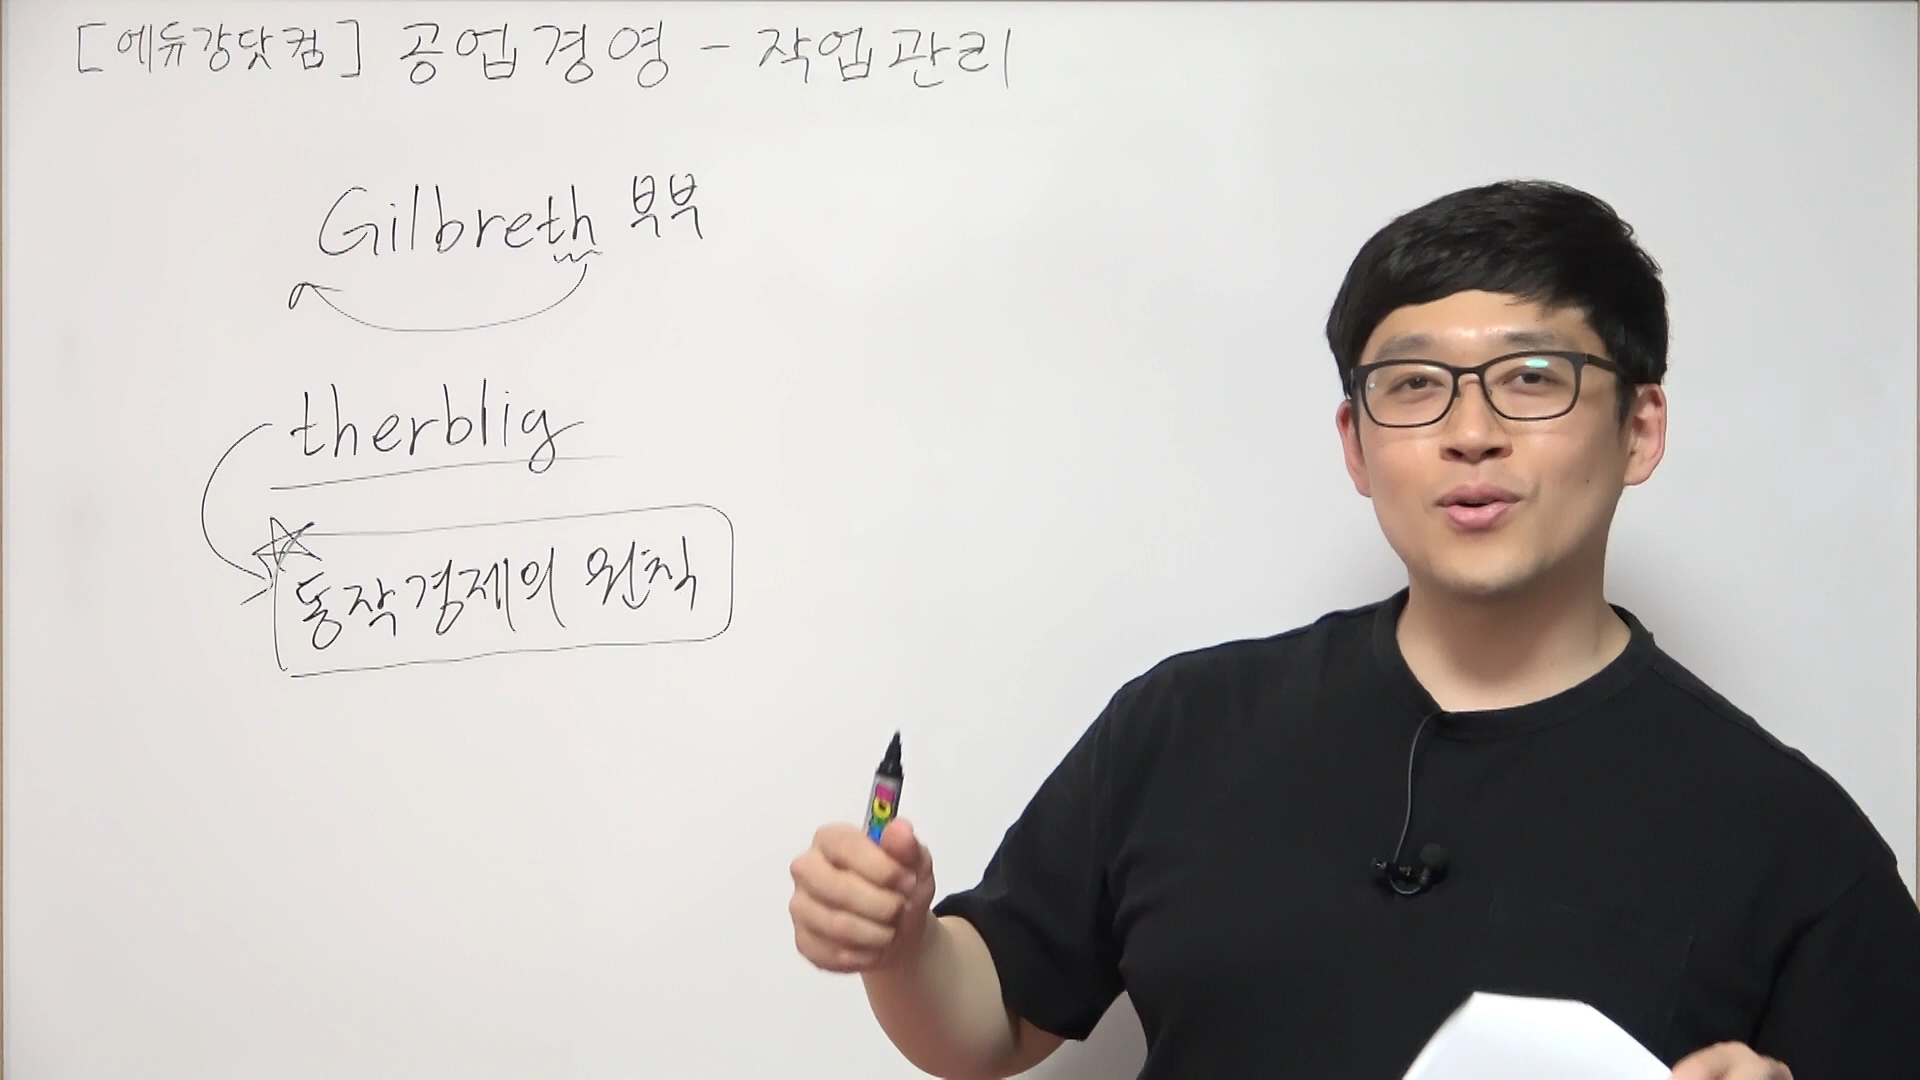 [에듀강닷컴] 공업경영 - 작업관리
Gilbreth 부부
therblig
동작경제의 원칙